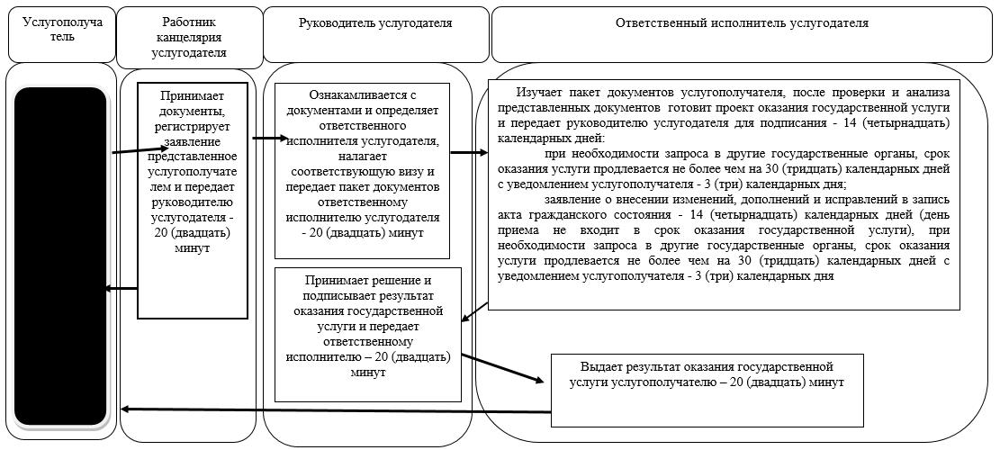 Услугополуча
тель
Работник
канцелярия
услугодателя
Руководитель услугодателя
Ответственный исполнитель услугодателя
Принимает
документы,
регистрирует
заявление
представленное
услугополучате
лем и передает
руководителю
услугодателя -
20 (двадцать)
минут
Ознакамливается с
документами и определяет
ответственного
исполнителя услугодателя,
налагает
соответствующую визу и
передает пакет документов
ответственному
исполнителю услугодателя
- 20 (двадцать) минут
Изучает пакет документов услугополучателя, после проверки и анализа
представленных документов готовит проект оказания государственной услуги
и передает руководителю услугодателя для подписания - 14 (четырнадцать)
календарных дней:
при необходимости запроса в другие государственные органы, срок
оказания услуги продлевается не более чем на 30 (тридцать) календарных дней
с уведомлением услугополучателя - 3 (три) календарных дня;
заявление о внесении изменений, дополнений и исправлений в запись
акта гражданского состояния - 14 (четырнадцать) календарных дней (день
приема не входит в срок оказания государственной услуги), при
необходимости запроса в другие государственные органы, срок оказания
услуги продлевается не более чем на 30 (тридцать) календарных дней с
уведомлением услугополучателя - 3 (три) календарных дня
Принимает решение и
подписывает результат
оказания государственной
услуги и передает
ответственному
исполнителю – 20 (двадцать)
минут
Выдает результат оказания государственной
услуги услугополучателю – 20 (двадцать) минут